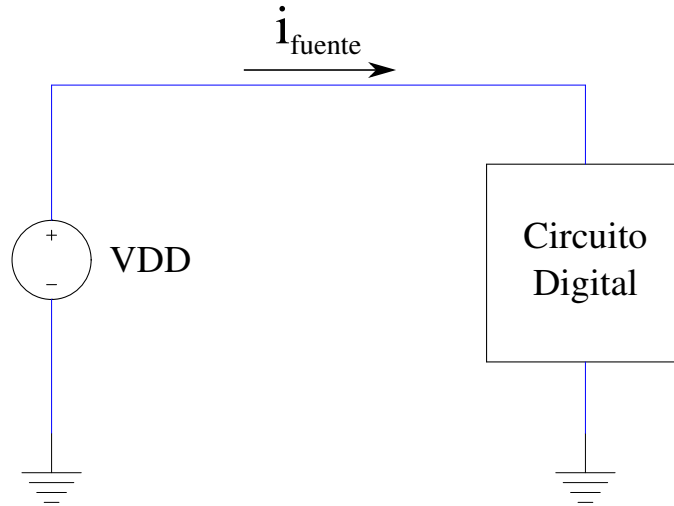 i_fuente
+
VDD
−
Circuito
Digital